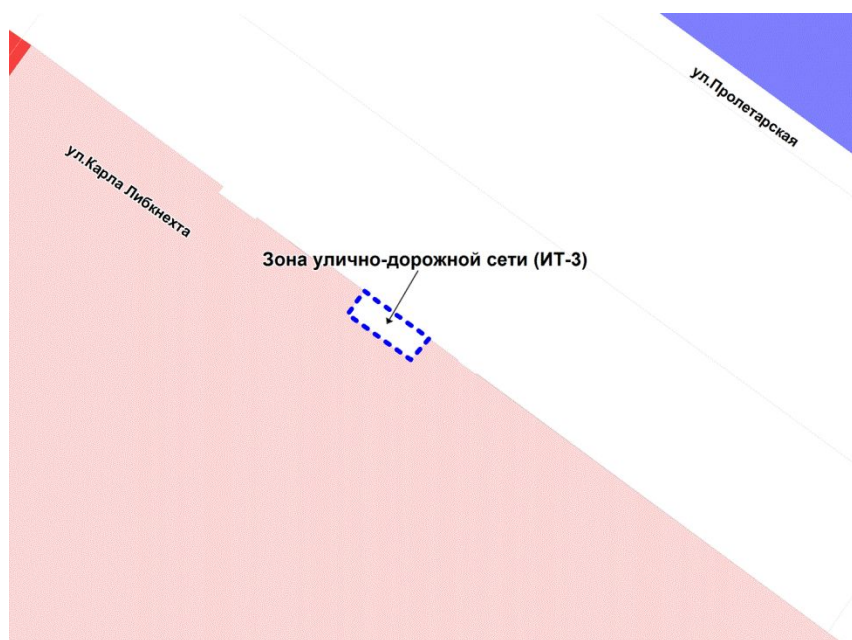 ул.Пролетарская
ул.Карла Либкнехта
Зона улично-дорожной сети (ИТ-3)